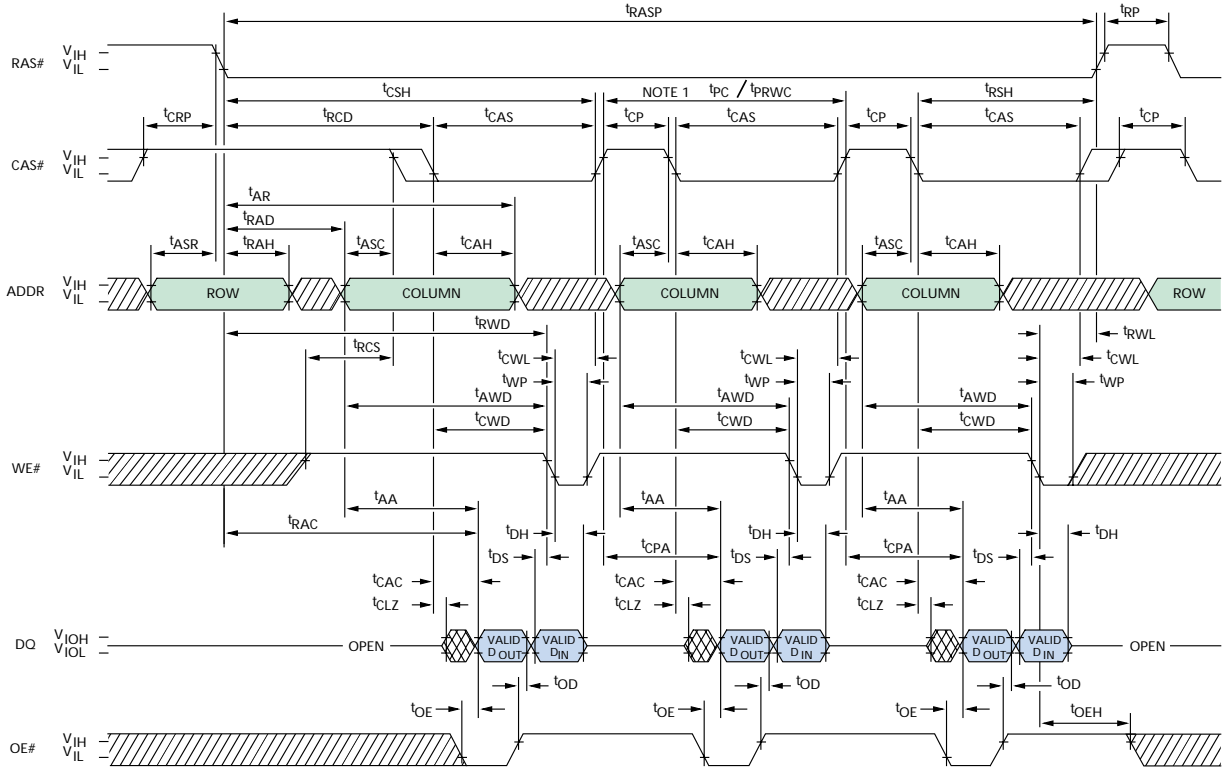 tRASP tRP
RAS# VIH
VIL
tCSH NOTE 1 tPC / tPRWC tRSH
tCRP tRCD tCAS tCP tCAS tCP tCAS tCP
CAS# VIH
VIL
tAR
tRAD
tASR tRAH tASC tCAH tASC tCAH tASC tCAH
ADDR VIH
VIL
ROW COLUMN COLUMN COLUMN ROW
tRWD tRWL
tRCS tCWL tCWL tCWL
tWP tWP tWP
tAWD tAWD tAWD
tCWD tCWD tCWD
WE# VIH
VIL
tAA tAA tAA
tRAC tDH tDH tDH
tDS tCPA tDS tCPA tDS
tCAC tCAC tCAC
tCLZ tCLZ tCLZ
DQ VIOH
VIOL
OPEN VALID DOUT VALID DIN VALID DOUT VALID DIN VALID DOUT VALID DIN OPEN
tOD tOD tOD
tOE tOE tOE tOEH
OE# VIH
VIL